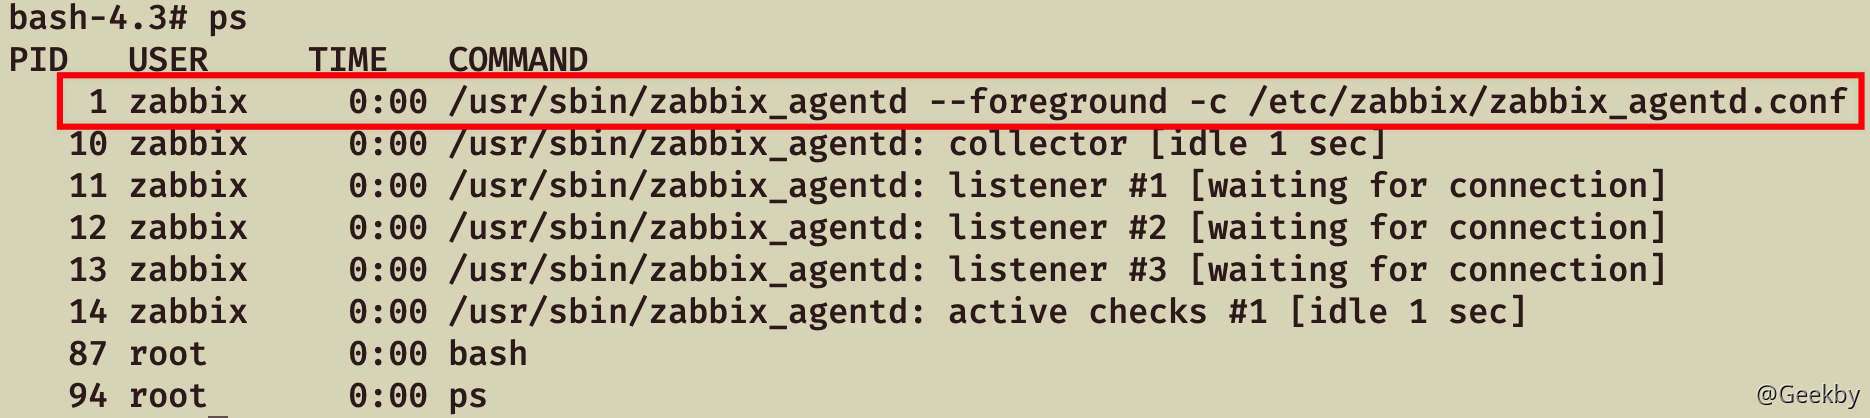 bash-4.3# ps
PID   USER     TIME   COMMAND
    1 zabbix     0:00 /usr/sbin/zabbix_agentd --foreground -c /etc/zabbix/zabbix_agentd.conf
   10 zabbix     0:00 /usr/sbin/zabbix_agentd: collector [idle 1 sec]
   11 zabbix     0:00 /usr/sbin/zabbix_agentd: listener #1 [waiting for connection]
   12 zabbix     0:00 /usr/sbin/zabbix_agentd: listener #2 [waiting for connection]
   13 zabbix     0:00 /usr/sbin/zabbix_agentd: listener #3 [waiting for connection]
   14 zabbix     0:00 /usr/sbin/zabbix_agentd: active checks #1 [idle 1 sec]
   87 root       0:00 bash
   94 root       0:00 ps
@Geekby